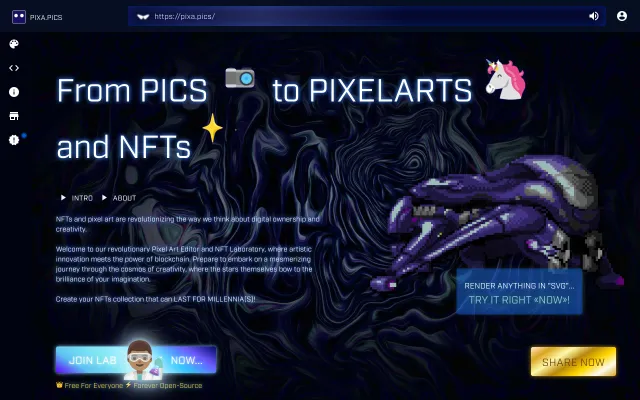 PIXA.PICS
https://pixa.pics/
From PICS to PIXELARTS
and NFTs
INTRO ABOUT
NFTs and pixel art are revolutionizing the way we think about digital ownership and
creativity.
Welcome to our revolutionary Pixel Art Editor and NFT Laboratory, where artistic
innovation meets the power of blockchain. Prepare to embark on a mesmerizing
journey through the cosmos of creativity, where the stars themselves bow to the
brilliance of your imagination.
Create your NFTs collection that can LAST FOR MILLENNIA(S)!
RENDER ANYTHING IN "SVG"...
TRY IT RIGHT «NOW»!
JOIN LAB NOW...
SHARE NOW
Free For Everyone Forever Open-Source